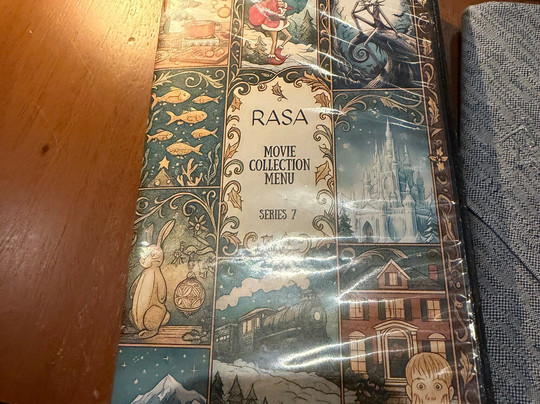 RASA
MOVIE
COLLECTION
MENU
SERIES 7